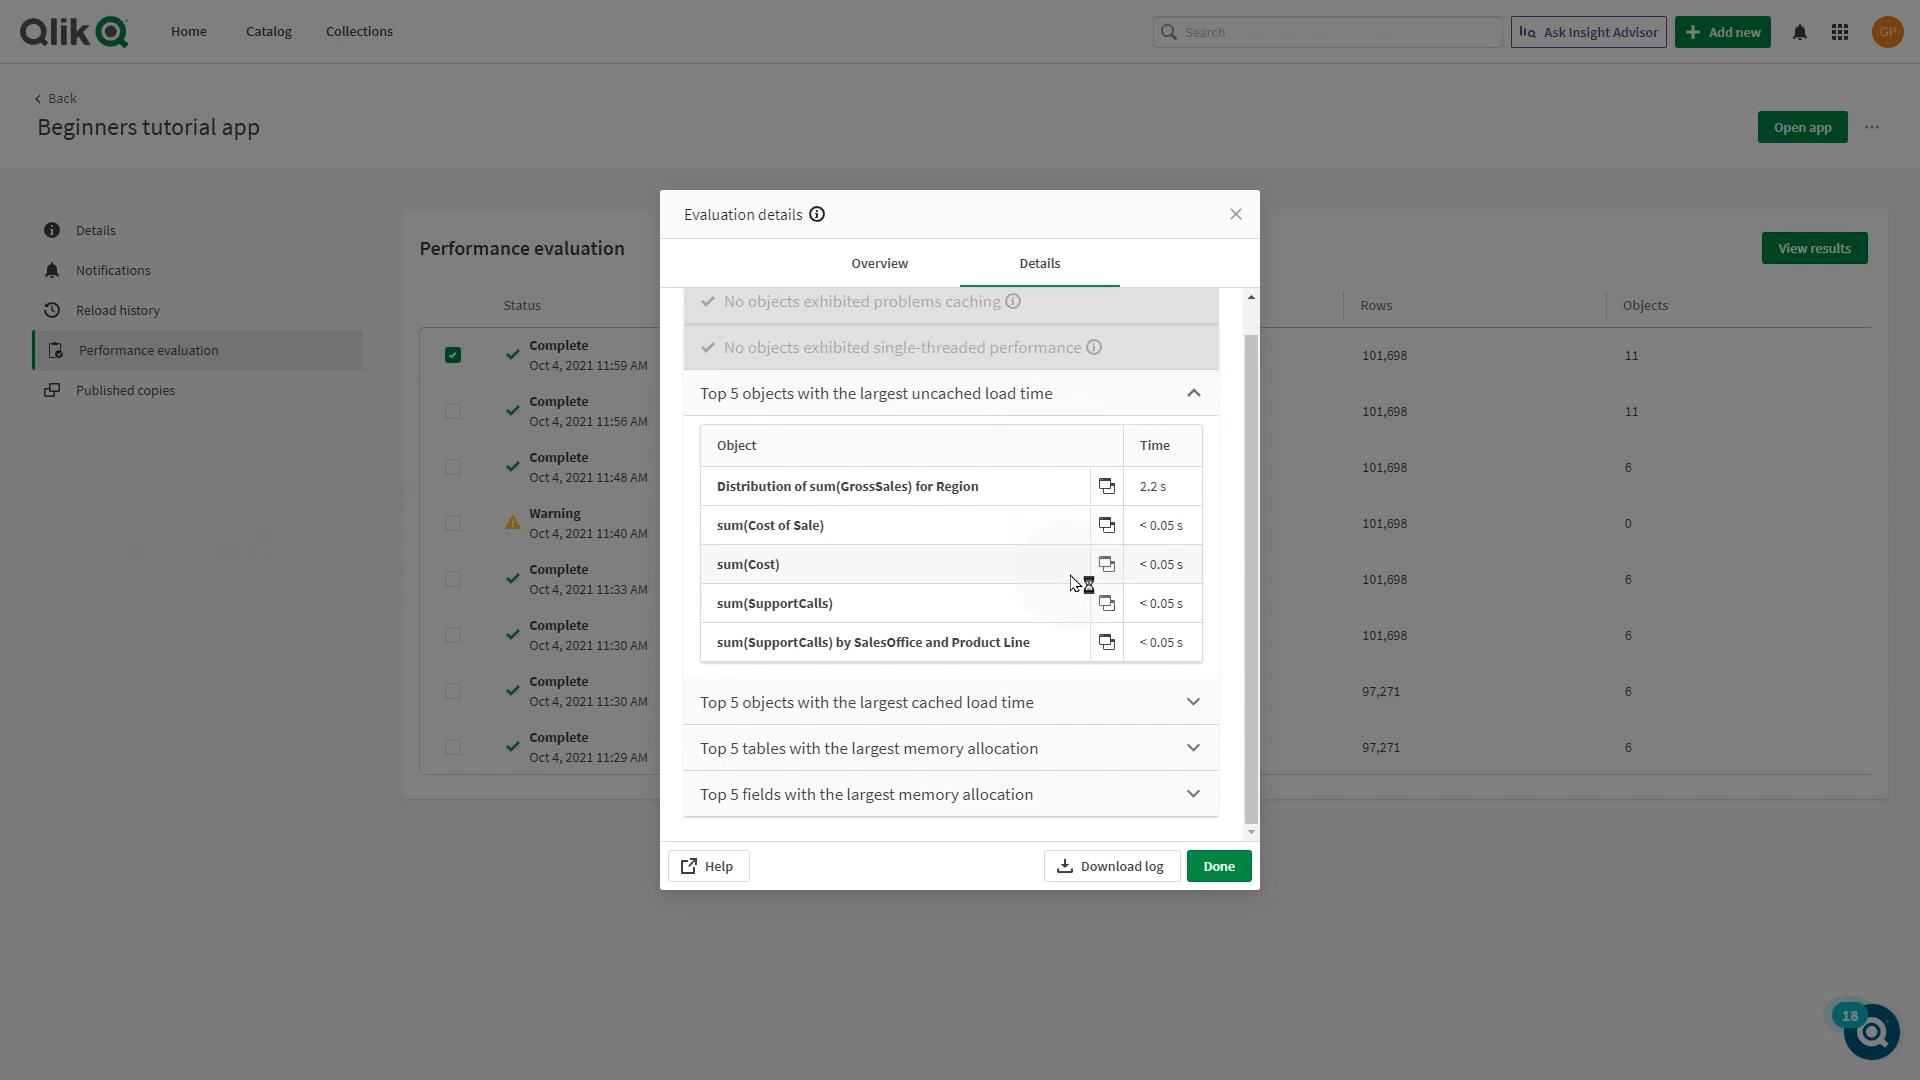 Qlik
Home
Catalog
Collections
Search
Ask Insight Advisor
Add new
GP
Back
Beginners tutorial app
Open app
Details
Notifications
Reload history
Performance evaluation
Published copies
Performance evaluation
View results
Status
Rows
Objects
Complete
Oct 4, 2021 11:59 AM
101,698
11
Complete
Oct 4, 2021 11:56 AM
101,698
11
Complete
Oct 4, 2021 11:48 AM
101,698
6
Warning
Oct 4, 2021 11:40 AM
101,698
0
Complete
Oct 4, 2021 11:33 AM
101,698
6
Complete
Oct 4, 2021 11:30 AM
101,698
6
Complete
Oct 4, 2021 11:30 AM
97,271
6
Complete
Oct 4, 2021 11:29 AM
97,271
6
Evaluation details
Overview
Details
No objects exhibited problems caching
No objects exhibited single-threaded performance
Top 5 objects with the largest uncached load time
Object
Time
Distribution of sum(GrossSales) for Region
2.2 s
sum(Cost of Sale)
< 0.05 s
sum(Cost)
< 0.05 s
sum(SupportCalls)
< 0.05 s
sum(SupportCalls) by SalesOffice and Product Line
< 0.05 s
Top 5 objects with the largest cached load time
Top 5 tables with the largest memory allocation
Top 5 fields with the largest memory allocation
Help
Download log
Done
18